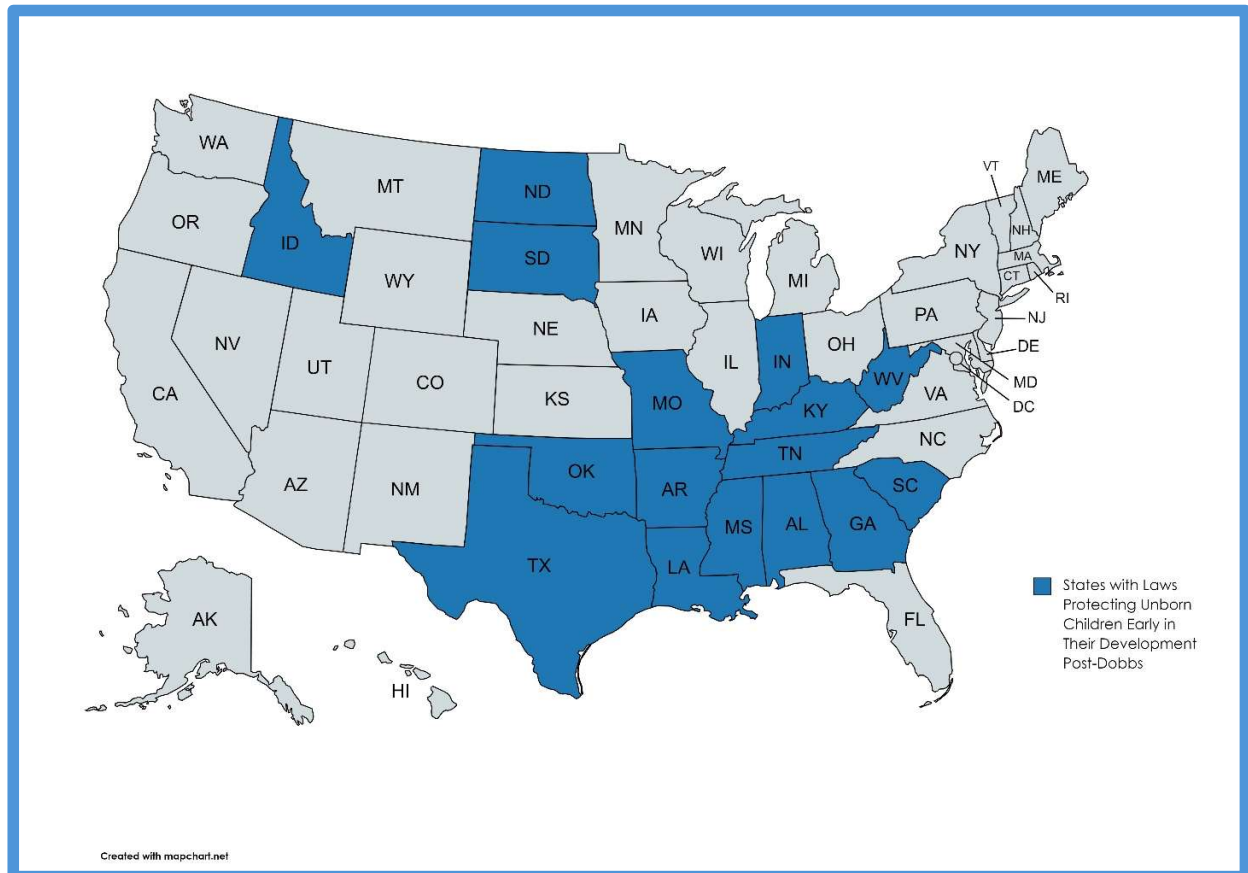 WA
MT
ND
MN
VT
ME
OR
ID
SD
WI
NY
NH
MA
CT
RI
WY
MI
PA
NJ
NE
IA
OH
DE
NV
UT
CO
IL
IN
WV
MD
VA
DC
CA
KS
MO
KY
NC
TN
AZ
NM
OK
AR
SC
MS
AL
GA
TX
LA
FL
AK
HI
States with Laws
Protecting Unborn
Children Early in
Their Development
Post-Dobbs
Created with mapchart.net